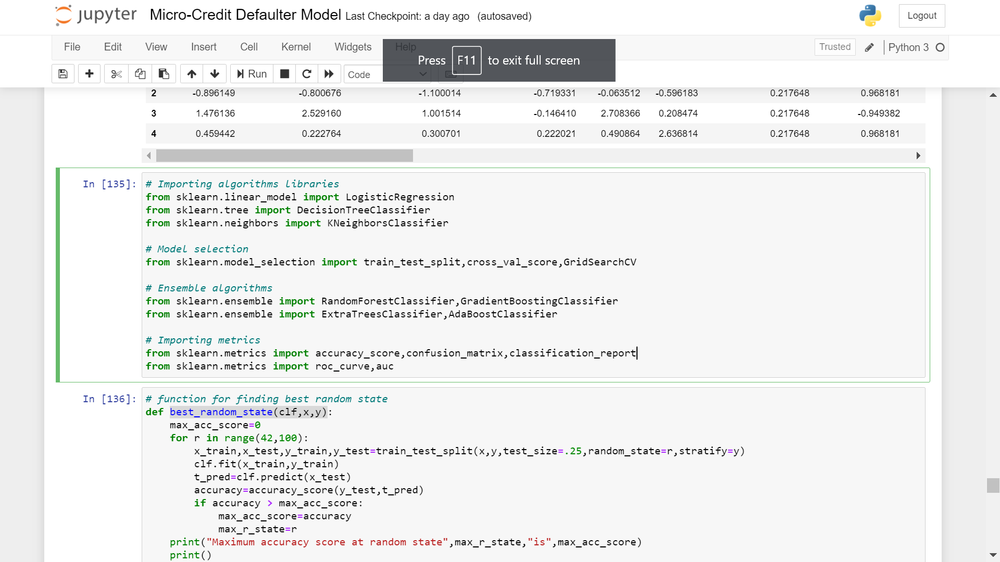 jupyter Micro-Credit Defaulter Model Last Checkpoint: a day ago (autosaved) Logout
File Edit View Insert Cell Kernel Widgets Help Trusted Python 3
Press F11 to exit full screen
Run Code
2 -0.896149 -0.800676 -1.100014 -0.719331 -0.063512 -0.596183 0.217648 0.968181
3 1.476136 2.529160 1.001514 -0.146410 2.708366 0.208474 0.217648 -0.949382
4 0.459442 0.222764 0.300701 0.222021 0.490864 2.636814 0.217648 0.968181
In [135]: # Importing algorithms libraries
from sklearn.linear_model import LogisticRegression
from sklearn.tree import DecisionTreeClassifier
from sklearn.neighbors import KNeighborsClassifier
# Model selection
from sklearn.model_selection import train_test_split,cross_val_score,GridSearchCV
# Ensemble algorithms
from sklearn.ensemble import RandomForestClassifier,GradientBoostingClassifier
from sklearn.ensemble import ExtraTreesClassifier,AdaBoostClassifier
# Importing metrics
from sklearn.metrics import accuracy_score,confusion_matrix,classification_report
from sklearn.metrics import roc_curve,auc
In [136]: # function for finding best random state
def best_random_state(clf,x,y):
    max_acc_score=0
    for r in range(42,100):
        x_train,x_test,y_train,y_test=train_test_split(x,y,test_size=.25,random_state=r,stratify=y)
        clf.fit(x_train,y_train)
        t_pred=clf.predict(x_test)
        accuracy=accuracy_score(y_test,t_pred)
        if accuracy > max_acc_score:
            max_acc_score=accuracy
            max_r_state=r
    print("Maximum accuracy score at random state",max_r_state,"is",max_acc_score)
    print()